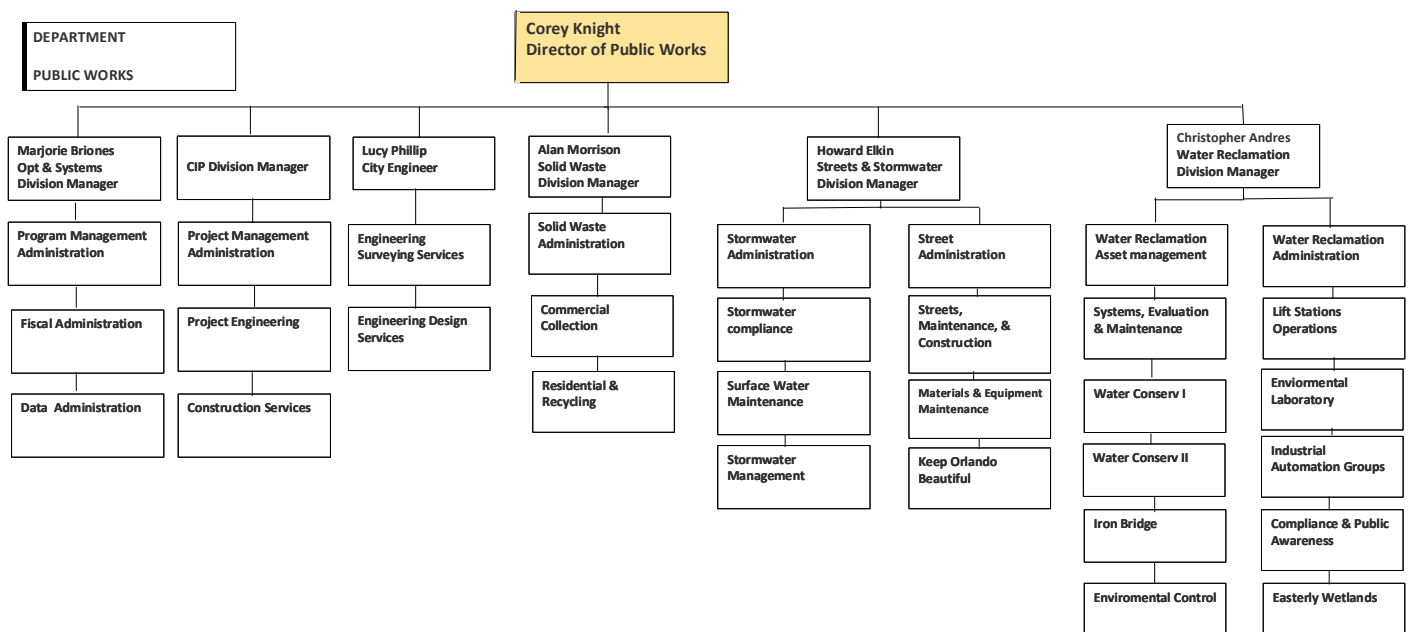 DEPARTMENT
PUBLIC WORKS
Corey Knight
Director of Public Works
Marjorie Briones
Opt & Systems
Division Manager
Program Management
Administration
Fiscal Administration
Data Administration
CIP Division Manager
Project Management
Administration
Project Engineering
Construction Services
Lucy Phillip
City Engineer
Engineering
Surveying Services
Engineering Design
Services
Alan Morrison
Solid Waste
Division Manager
Solid Waste
Administration
Commercial
Collection
Residential &
Recycling
Howard Elkin
Streets & Stormwater
Division Manager
Stormwater
Administration
Stormwater
compliance
Surface Water
Maintenance
Stormwater
Management
Street
Administration
Streets,
Maintenance, &
Construction
Materials & Equipment
Maintenance
Keep Orlando
Beautiful
Christopher Andres
Water Reclamation
Division Manager
Water Reclamation
Asset management
Systems, Evaluation
& Maintenance
Water Conserv I
Water Conserv II
Iron Bridge
Enviromental Control
Water Reclamation
Administration
Lift Stations
Operations
Enviormental
Laboratory
Industrial
Automation Groups
Compliance & Public
Awareness
Easterly Wetlands